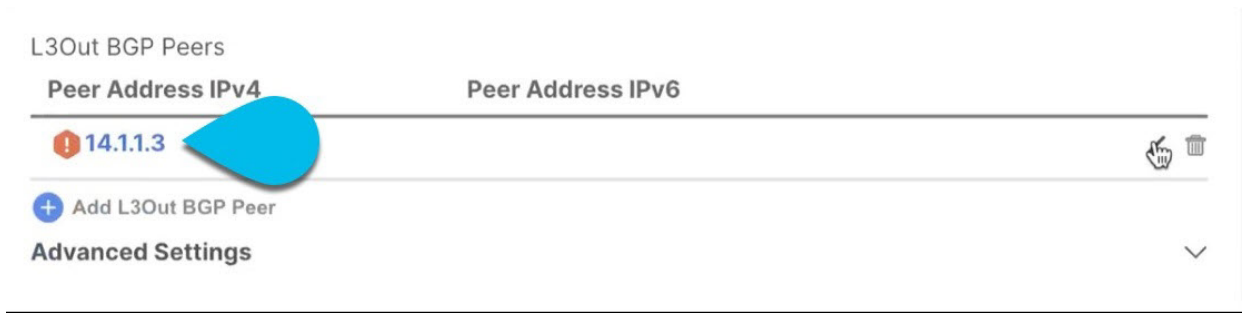 L3Out BGP Peers
Peer Address IPv4 Peer Address IPv6
14.1.1.3
Add L3Out BGP Peer
Advanced Settings